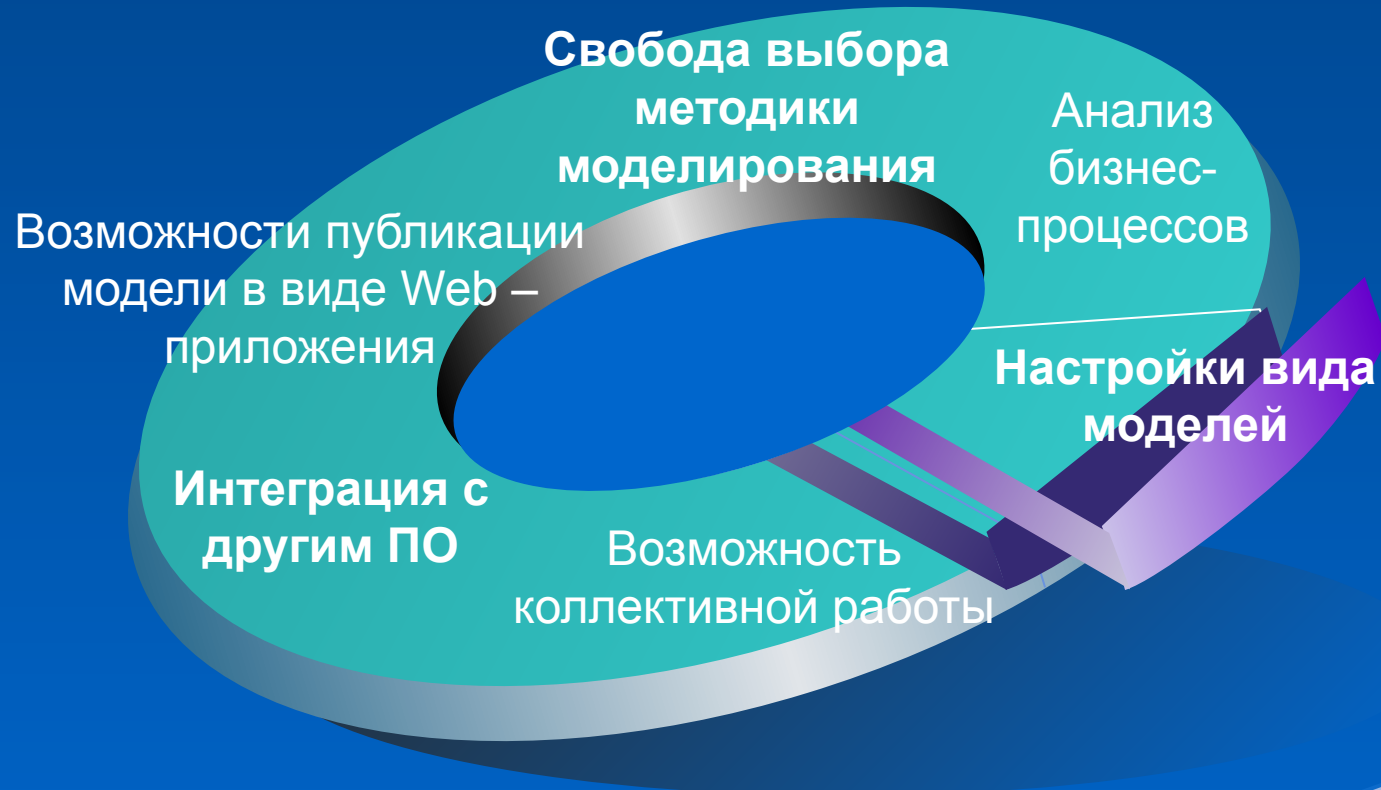 Свобода выбора
методики
моделирования
Анализ
бизнес-
процессов
Возможности публикации
модели в виде Web –
приложения
Настройки вида
моделей
Интеграция с
другим ПО
Возможность
коллективной работы